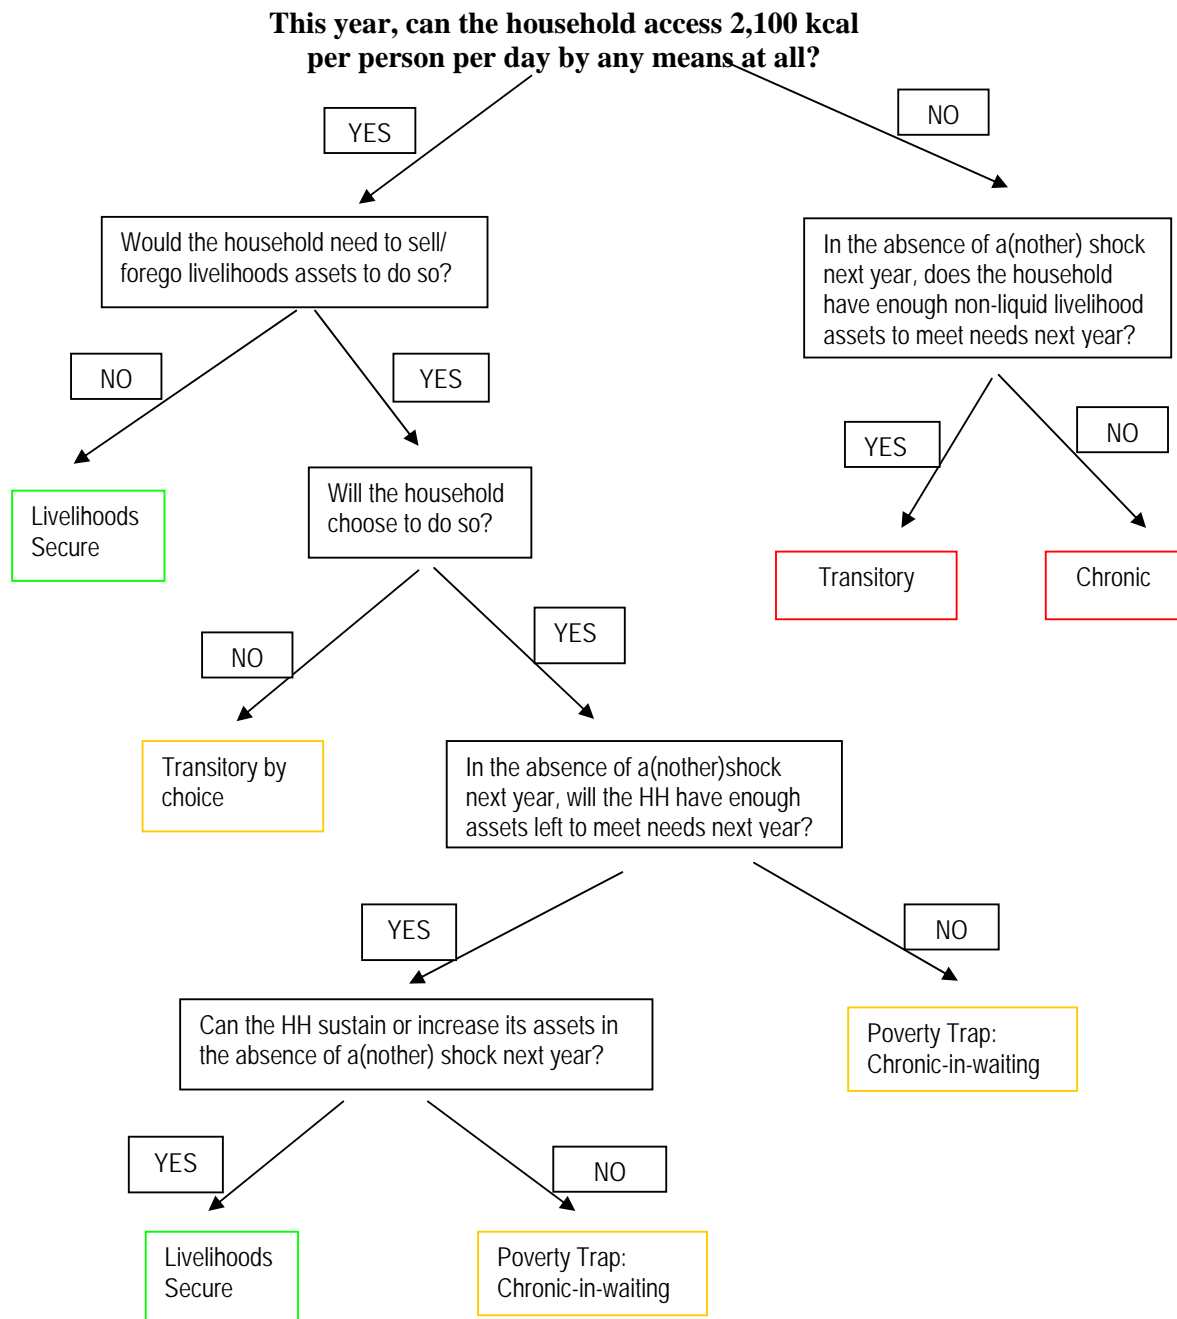 This year, can the household access 2,100 kcal
per person per day by any means at all?
YES
NO
Would the household need to sell/
forego livelihoods assets to do so?
In the absence of a(nother) shock
next year, does the household
have enough non-liquid livelihood
assets to meet needs next year?
NO
YES
YES
NO
Livelihoods
Secure
Will the household
choose to do so?
Transitory
Chronic
NO
YES
Transitory by
choice
In the absence of a(nother)shock
next year, will the HH have enough
assets left to meet needs next year?
YES
NO
Can the HH sustain or increase its assets in
the absence of a(nother) shock next year?
Poverty Trap:
Chronic-in-waiting
YES
NO
Livelihoods
Secure
Poverty Trap:
Chronic-in-waiting